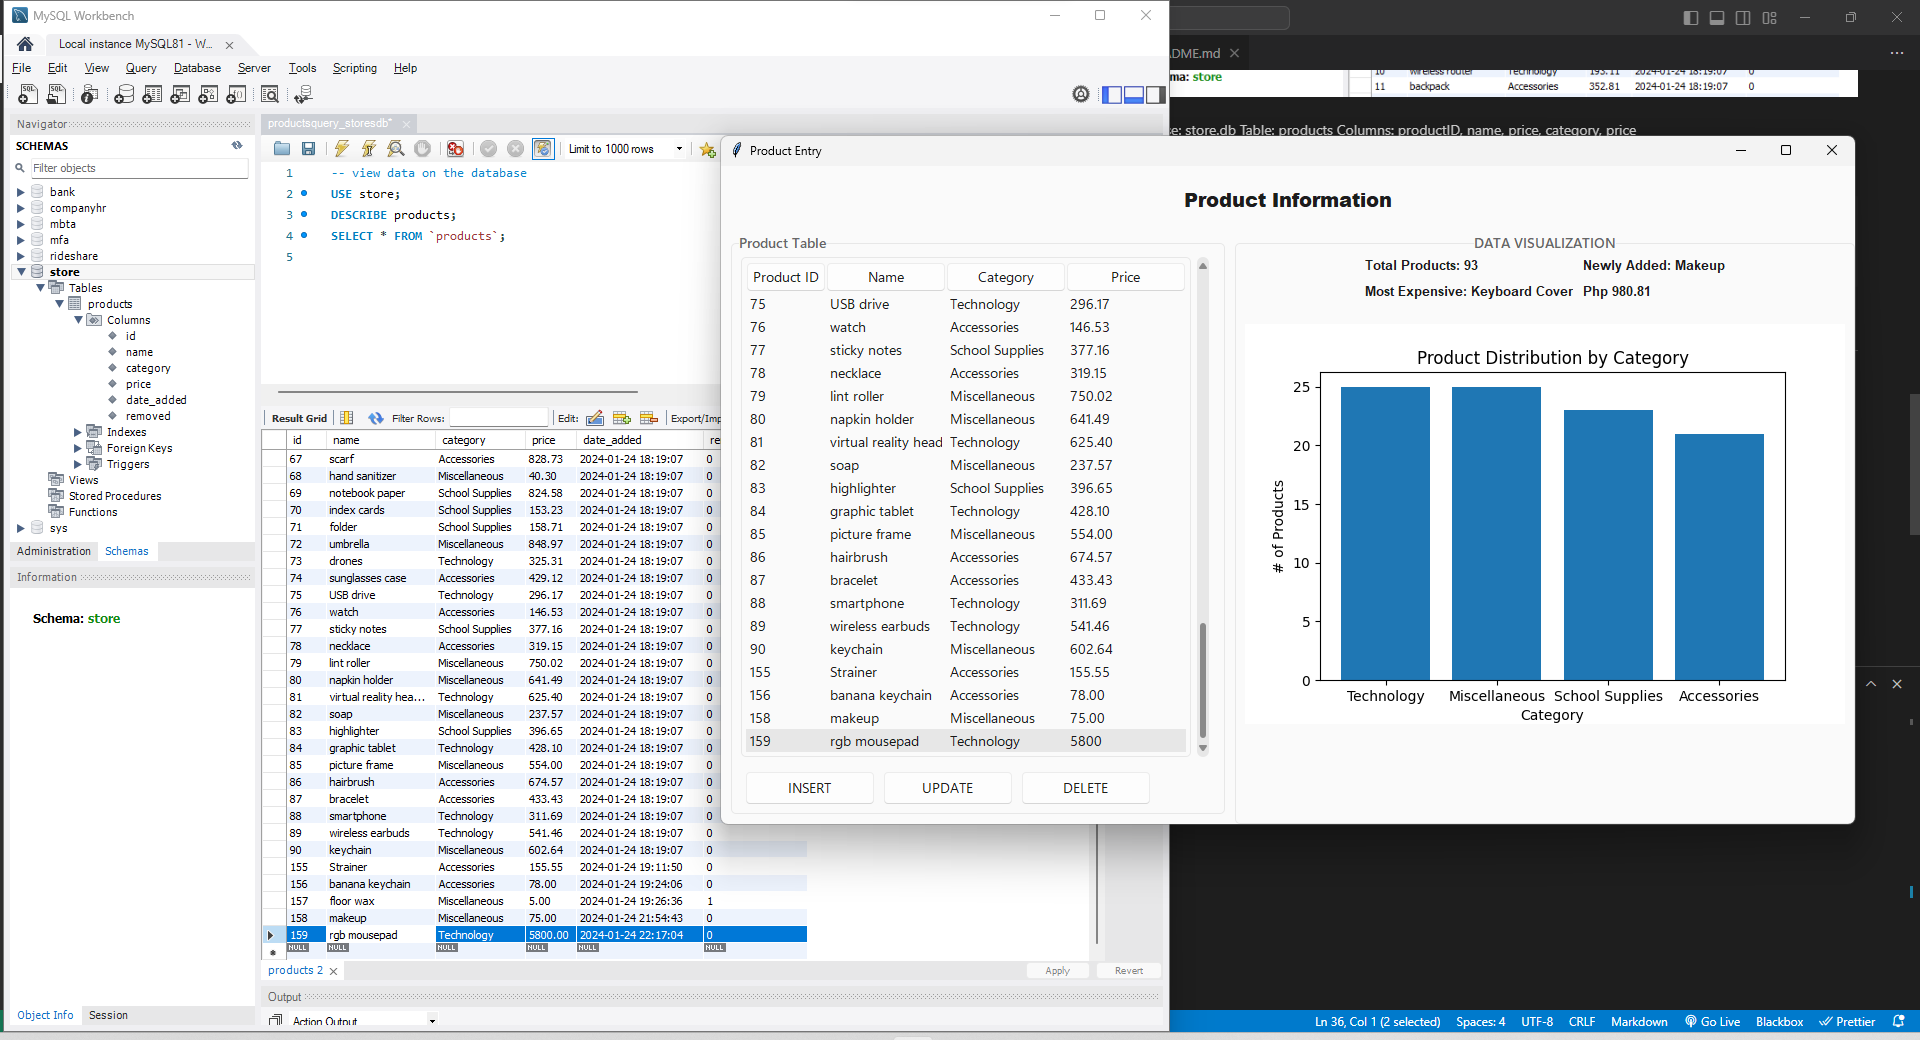 MySQL Workbench
Local instance MySQL81 - W...
File Edit View Query Database Server Tools Scripting Help
Navigator
SCHEMAS
Filter objects
bank
companyhr
mbta
mfa
rideshare
store
Tables
products
Columns
id
name
category
price
date_added
removed
Indexes
Foreign Keys
Triggers
Views
Stored Procedures
Functions
sys
Administration Schemas
Information
Schema: store
Object Info Session
productsquery_storesdb*
Limit to 1000 rows
1 -- view data on the database
2 USE store;
3 DESCRIBE products;
4 SELECT * FROM `products`;
5
Result Grid Filter Rows: Edit: Export/Imp
id name category price date_added re
67 scarf Accessories 828.73 2024-01-24 18:19:07 0
68 hand sanitizer Miscellaneous 40.30 2024-01-24 18:19:07 0
69 notebook paper School Supplies 824.58 2024-01-24 18:19:07 0
70 index cards School Supplies 153.23 2024-01-24 18:19:07 0
71 folder School Supplies 158.71 2024-01-24 18:19:07 0
72 umbrella Miscellaneous 848.97 2024-01-24 18:19:07 0
73 drones Technology 325.31 2024-01-24 18:19:07 0
74 sunglasses case Accessories 429.12 2024-01-24 18:19:07 0
75 USB drive Technology 296.17 2024-01-24 18:19:07 0
76 watch Accessories 146.53 2024-01-24 18:19:07 0
77 sticky notes School Supplies 377.16 2024-01-24 18:19:07 0
78 necklace Accessories 319.15 2024-01-24 18:19:07 0
79 lint roller Miscellaneous 750.02 2024-01-24 18:19:07 0
80 napkin holder Miscellaneous 641.49 2024-01-24 18:19:07 0
81 virtual reality hea... Technology 625.40 2024-01-24 18:19:07 0
82 soap Miscellaneous 237.57 2024-01-24 18:19:07 0
83 highlighter School Supplies 396.65 2024-01-24 18:19:07 0
84 graphic tablet Technology 428.10 2024-01-24 18:19:07 0
85 picture frame Miscellaneous 554.00 2024-01-24 18:19:07 0
86 hairbrush Accessories 674.57 2024-01-24 18:19:07 0
87 bracelet Accessories 433.43 2024-01-24 18:19:07 0
88 smartphone Technology 311.69 2024-01-24 18:19:07 0
89 wireless earbuds Technology 541.46 2024-01-24 18:19:07 0
90 keychain Miscellaneous 602.64 2024-01-24 18:19:07 0
155 Strainer Accessories 155.55 2024-01-24 19:11:50 0
156 banana keychain Accessories 78.00 2024-01-24 19:24:06 0
157 floor wax Miscellaneous 5.00 2024-01-24 19:26:36 1
158 makeup Miscellaneous 75.00 2024-01-24 21:54:43 0
159 rgb mousepad Technology 5800.00 2024-01-24 22:17:04 0
NULL NULL NULL NULL NULL NULL
products 2 Apply Revert
Output
Action Output
DME.md
ma: store
10 wireless router Technology 193.11 2024-01-24 18:19:07 0
11 backpack Accessories 352.81 2024-01-24 18:19:07 0
e: store.db Table: products Columns: productID, name, price, category, price
Product Entry
Product Information
Product Table
Product ID Name Category Price
75 USB drive Technology 296.17
76 watch Accessories 146.53
77 sticky notes School Supplies 377.16
78 necklace Accessories 319.15
79 lint roller Miscellaneous 750.02
80 napkin holder Miscellaneous 641.49
81 virtual reality head Technology 625.40
82 soap Miscellaneous 237.57
83 highlighter School Supplies 396.65
84 graphic tablet Technology 428.10
85 picture frame Miscellaneous 554.00
86 hairbrush Accessories 674.57
87 bracelet Accessories 433.43
88 smartphone Technology 311.69
89 wireless earbuds Technology 541.46
90 keychain Miscellaneous 602.64
155 Strainer Accessories 155.55
156 banana keychain Accessories 78.00
158 makeup Miscellaneous 75.00
159 rgb mousepad Technology 5800
INSERT UPDATE DELETE
DATA VISUALIZATION
Total Products: 93 Newly Added: Makeup
Most Expensive: Keyboard Cover Php 980.81
Product Distribution by Category
25
20
15
10
5
0
# of Products
Technology Miscellaneous School Supplies Accessories
Category
Ln 36, Col 1 (2 selected) Spaces: 4 UTF-8 CRLF Markdown Go Live Blackbox Prettier